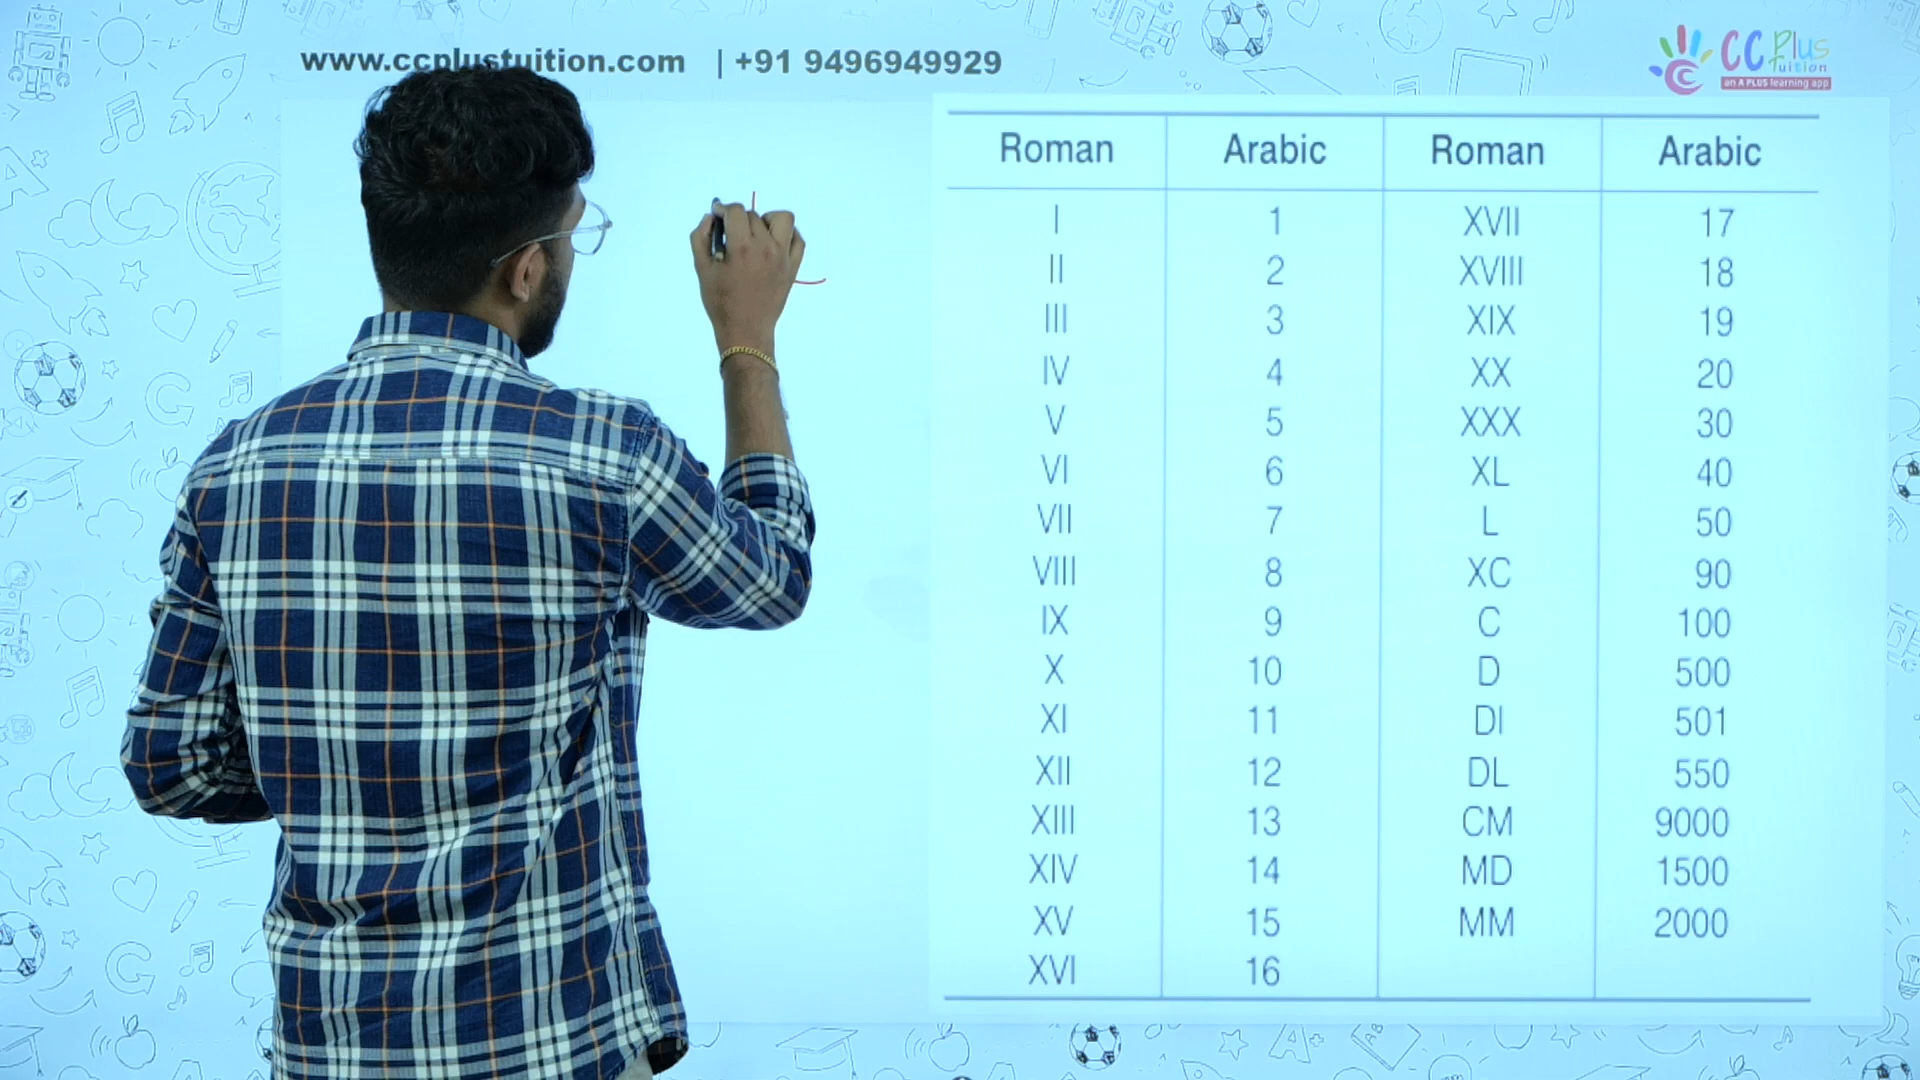 www.ccplustuition.com | +91 9496949929
CC Plus
Tuition
an A PLUS learning app
Roman Arabic Roman Arabic
I 1 XVII 17
II 2 XVIII 18
III 3 XIX 19
IV 4 XX 20
V 5 XXX 30
VI 6 XL 40
VII 7 L 50
VIII 8 XC 90
IX 9 C 100
X 10 D 500
XI 11 DI 501
XII 12 DL 550
XIII 13 CM 9000
XIV 14 MD 1500
XV 15 MM 2000
XVI 16